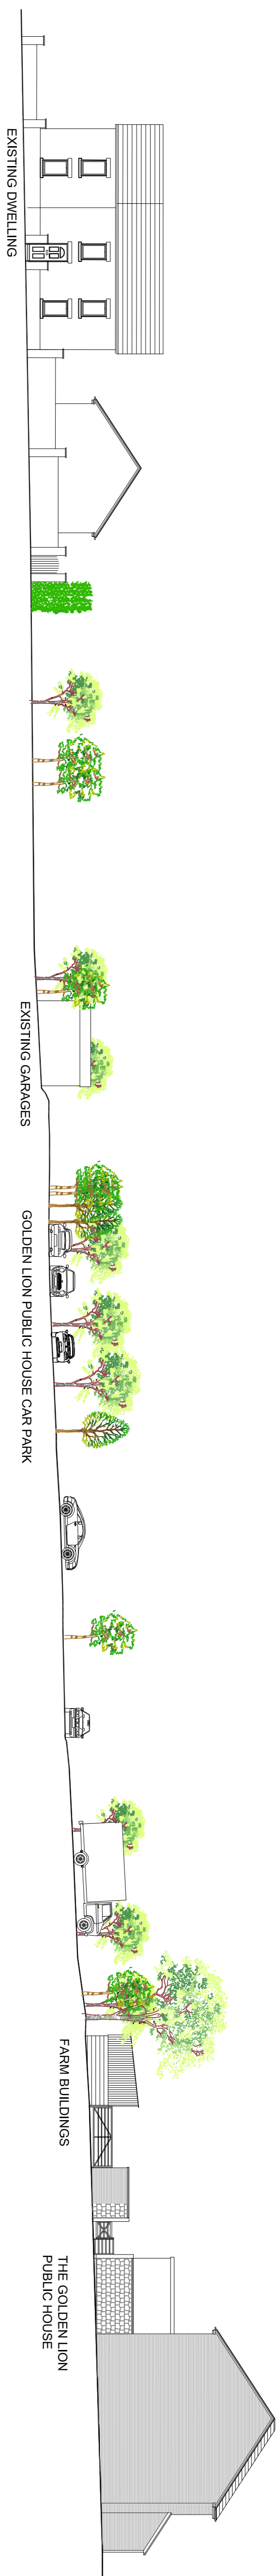 EXISTING DWELLING
EXISTING GARAGES
GOLDEN LION PUBLIC HOUSE CAR PARK
FARM BUILDINGS
THE GOLDEN LION
PUBLIC HOUSE